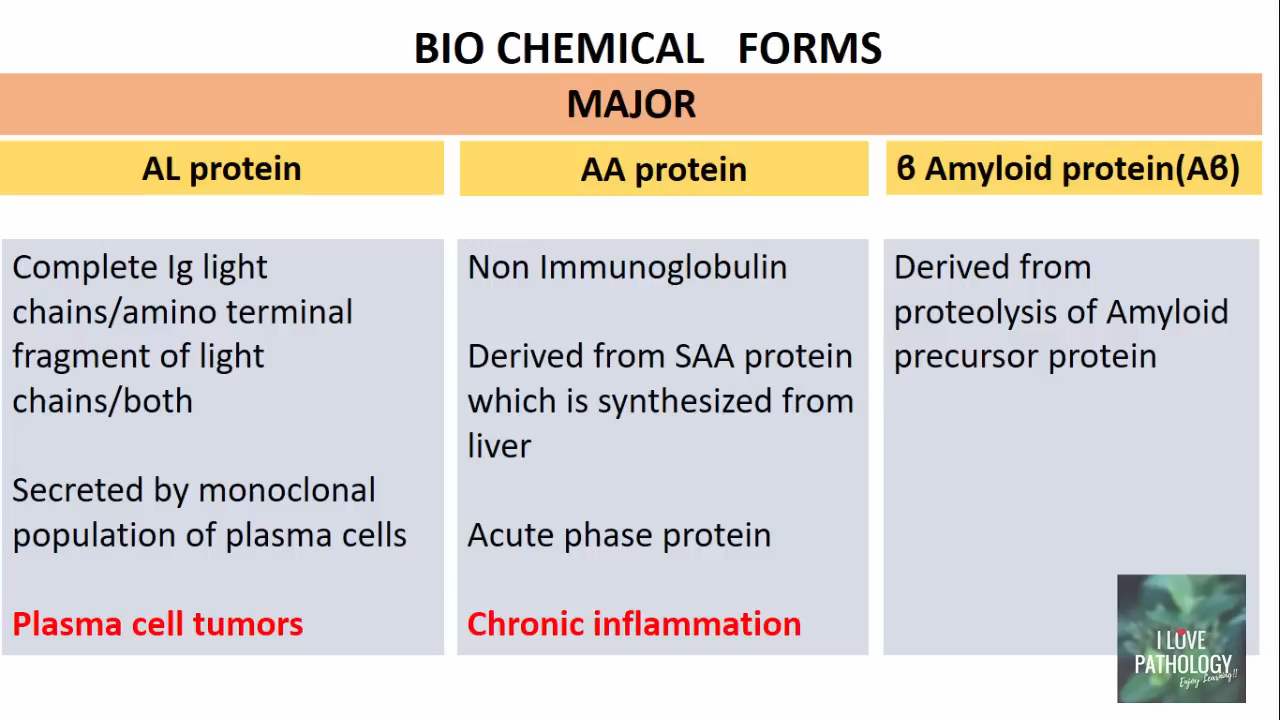 BIO CHEMICAL FORMS
MAJOR
AL protein
AA protein
β Amyloid protein(Aβ)
Complete Ig light
chains/amino terminal
fragment of light
chains/both
Secreted by monoclonal
population of plasma cells
Plasma cell tumors
Non Immunoglobulin
Derived from SAA protein
which is synthesized from
liver
Acute phase protein
Chronic inflammation
Derived from
proteolysis of Amyloid
precursor protein
I LOVE
PATHOLOGY
Enjoy Learning!!